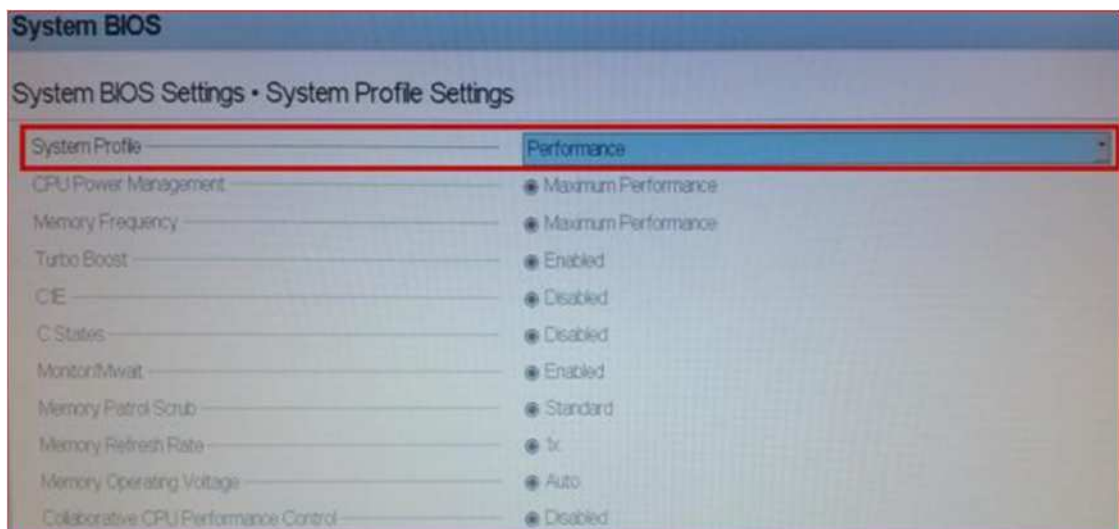 System BIOS
System BIOS Settings • System Profile Settings
System Profile Performance
CPU Power Management Maximum Performance
Memory Frequency Maximum Performance
Turbo Boost Enabled
C1E Disabled
C States Disabled
Monitor/Mwait Enabled
Memory Patrol Scrub Standard
Memory Refresh Rate 1x
Memory Operating Voltage Auto
Collaborative CPU Performance Control Disabled